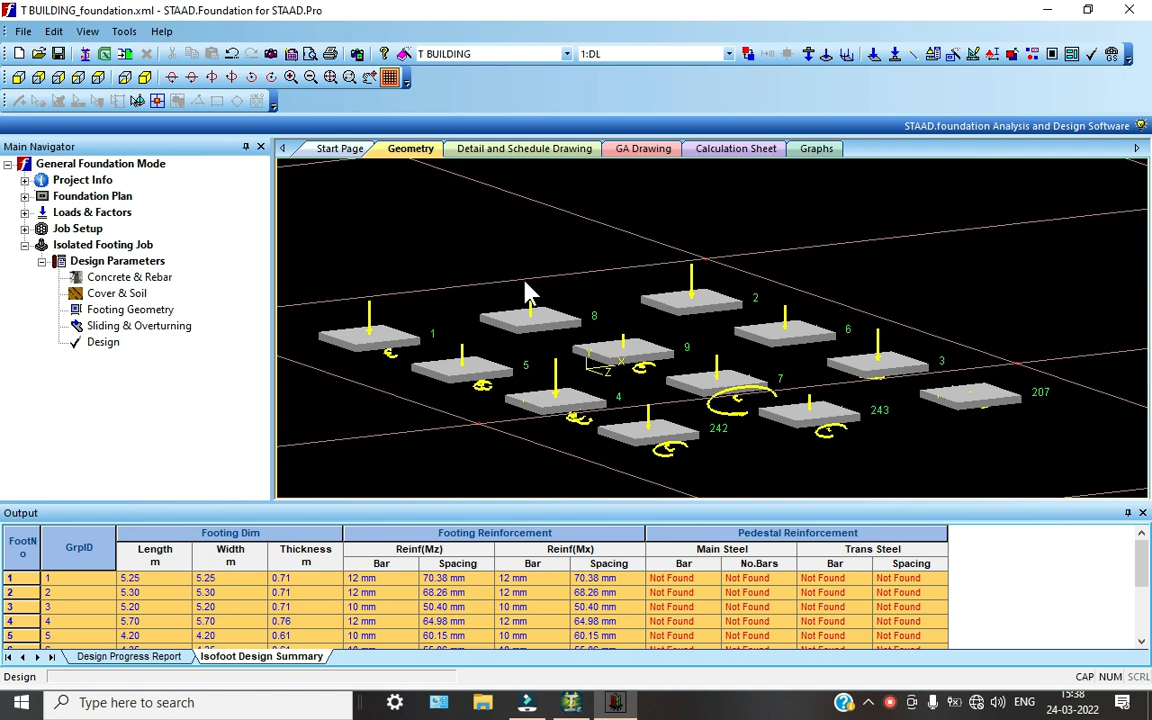 T BUILDING_foundation.xml - STAAD.Foundation for STAAD.Pro
File Edit View Tools Help
T BUILDING 1:DL
STAAD.foundation Analysis and Design Software
Main Navigator
General Foundation Mode
Project Info
Foundation Plan
Loads & Factors
Job Setup
Isolated Footing Job
Design Parameters
Concrete & Rebar
Cover & Soil
Footing Geometry
Sliding & Overturning
Design
Start Page Geometry Detail and Schedule Drawing GA Drawing Calculation Sheet Graphs
2
8
6
1
9
3
5
7
207
4
243
242
Y X Z
Output
FootNo GrpID Footing Dim Footing Reinforcement Pedestal Reinforcement
Length m Width m Thickness m Reinf(Mz) Reinf(Mx) Main Steel Trans Steel
Bar Spacing Bar Spacing Bar No.Bars Bar Spacing
1 1 5.25 5.25 0.71 12 mm 70.38 mm 12 mm 70.38 mm Not Found Not Found Not Found Not Found
2 2 5.30 5.30 0.71 12 mm 68.26 mm 12 mm 68.26 mm Not Found Not Found Not Found Not Found
3 3 5.20 5.20 0.71 10 mm 50.40 mm 10 mm 50.40 mm Not Found Not Found Not Found Not Found
4 4 5.70 5.70 0.76 12 mm 64.98 mm 12 mm 64.98 mm Not Found Not Found Not Found Not Found
5 5 4.20 4.20 0.61 10 mm 60.15 mm 10 mm 60.15 mm Not Found Not Found Not Found Not Found
Design Progress Report Isofoot Design Summary
Design CAP NUM SCRL
Type here to search
ENG
15:38
24-03-2022